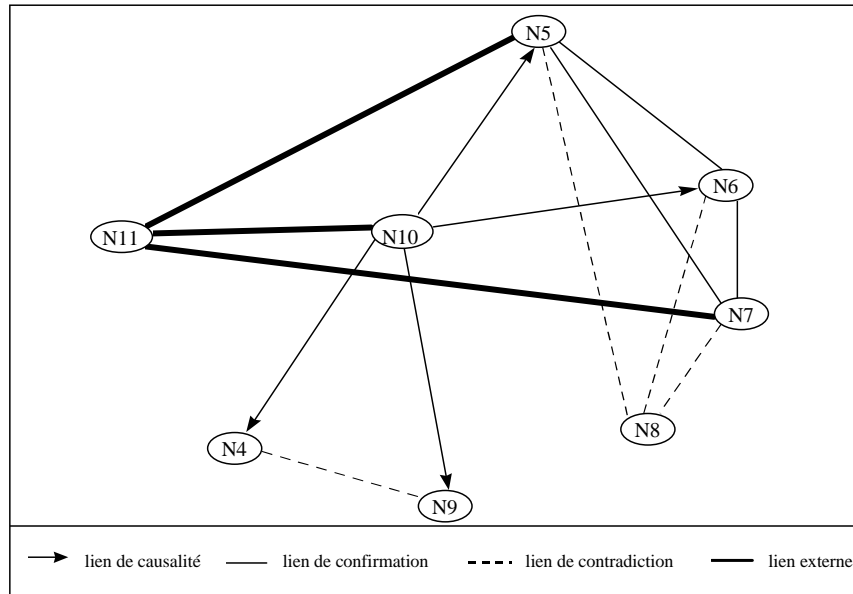 N5
N6
N11
N10
N7
N4
N8
N9
lien de causalité lien de confirmation lien de contradiction lien externe